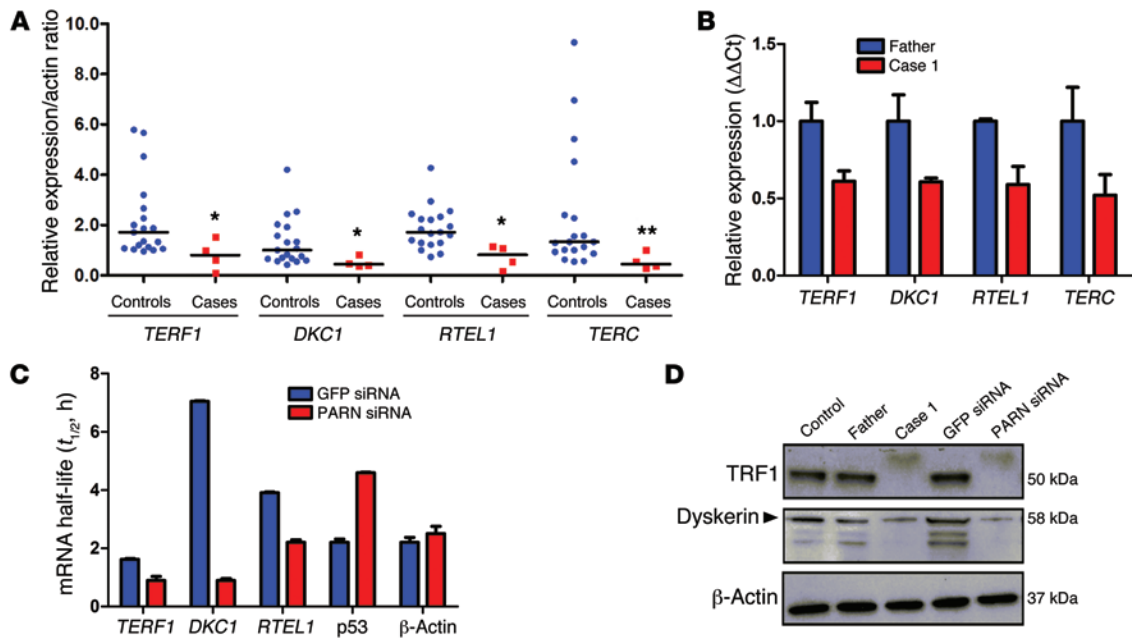 A
Relative expression/actin ratio
10.0
8.0
6.0
4.0
2.0
0.0
* * * **
Controls Cases Controls Cases Controls Cases Controls Cases
TERF1 DKC1 RTEL1 TERC
B
Relative expression (ΔΔCt)
Father
Case 1
1.5
1.0
0.5
0.0
TERF1 DKC1 RTEL1 TERC
C
mRNA half-life (t1/2, h)
GFP siRNA
PARN siRNA
8
6
4
2
0
TERF1 DKC1 RTEL1 p53 β-Actin
D
Control Father Case 1 GFP siRNA PARN siRNA
TRF1 50 kDa
Dyskerin 58 kDa
β-Actin 37 kDa